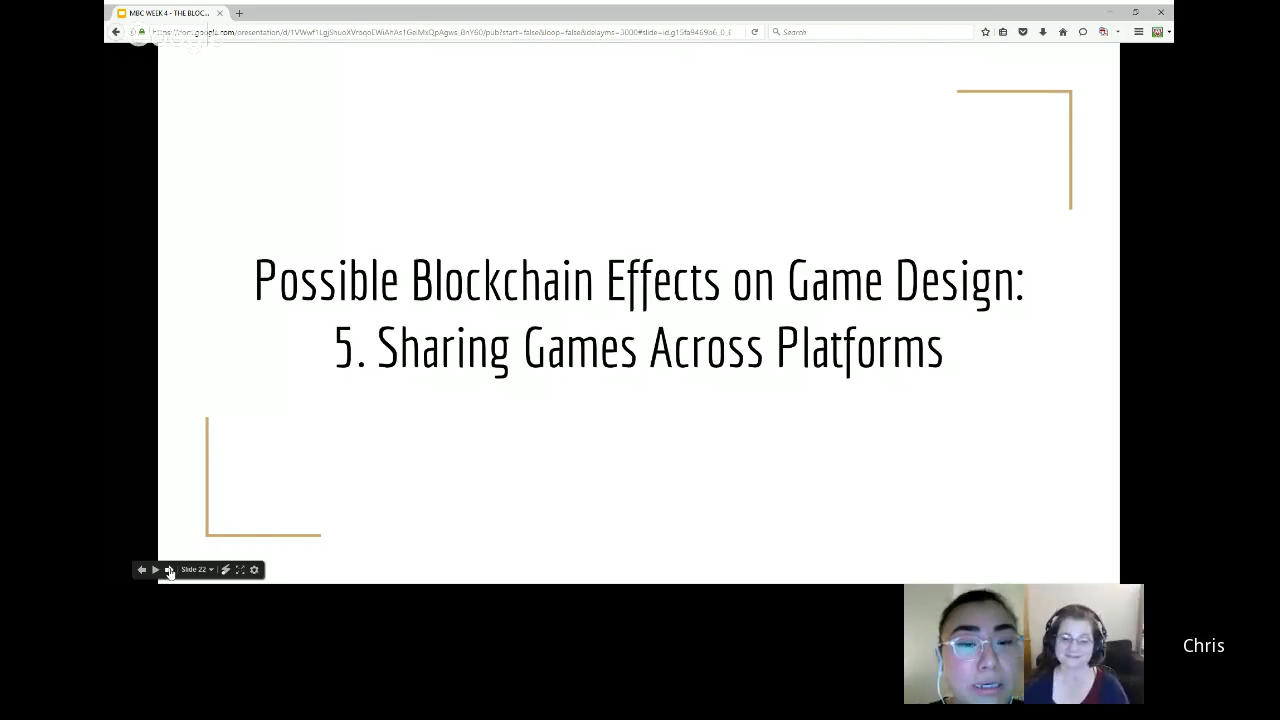 MBC WEEK 4 - THE BLOC...
Google
Search
Possible Blockchain Effects on Game Design:
5. Sharing Games Across Platforms
Slide 22
Chris